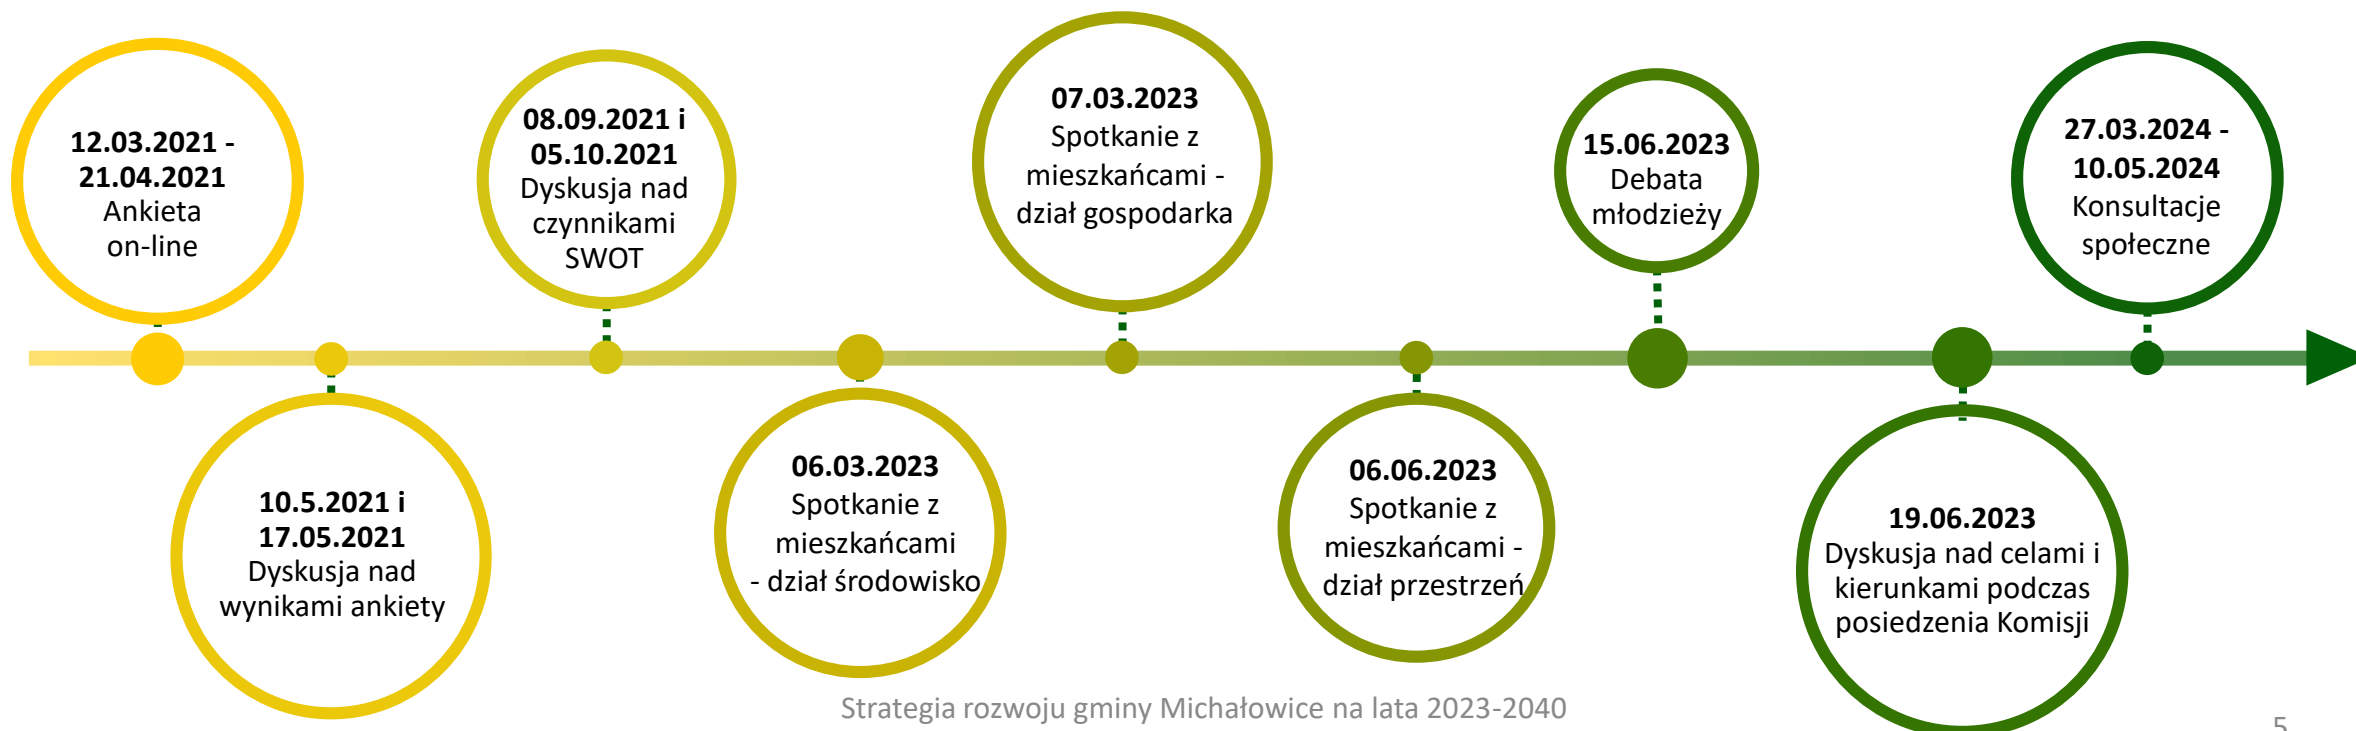 12.03.2021 -
21.04.2021
Ankieta
on-line
10.5.2021 i
17.05.2021
Dyskusja nad
wynikami ankiety
08.09.2021 i
05.10.2021
Dyskusja nad
czynnikami
SWOT
06.03.2023
Spotkanie z
mieszkańcami
- dział środowisko
07.03.2023
Spotkanie z
mieszkańcami -
dział gospodarka
06.06.2023
Spotkanie z
mieszkańcami -
dział przestrzeń
15.06.2023
Debata
młodzieży
19.06.2023
Dyskusja nad celami i
kierunkami podczas
posiedzenia Komisji
27.03.2024 -
10.05.2024
Konsultacje
społeczne
Strategia rozwoju gminy Michałowice na lata 2023-2040
5